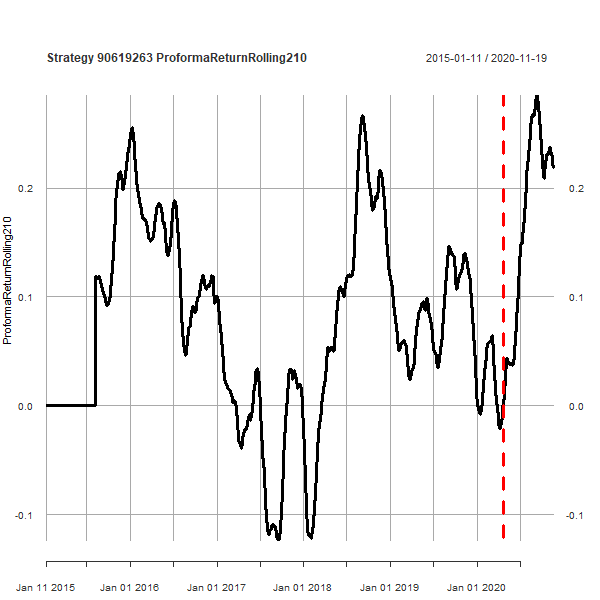 Strategy 90619263 ProformaReturnRolling210
2015-01-11 / 2020-11-19
ProformaReturnRolling210
0.2
0.1
0.0
-0.1
0.2
0.1
0.0
-0.1
Jan 11 2015
Jan 01 2016
Jan 01 2017
Jan 01 2018
Jan 01 2019
Jan 01 2020